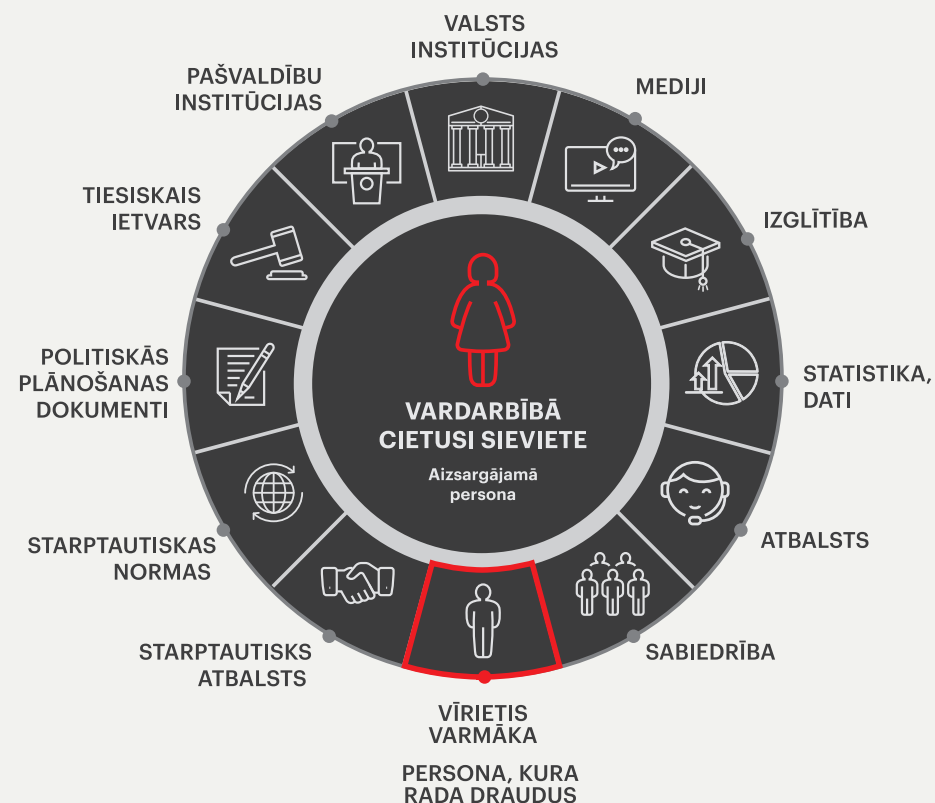 VALSTS
INSTITŪCIJAS
MEDIJI
IZGLĪTĪBA
STATISTIKA,
DATI
ATBALSTS
SABIEDRĪBA
VĪRIETIS
VARMĀKA
PERSONA, KURA
RADA DRAUDUS
STARPTAUTISKS
ATBALSTS
STARPTAUTISKAS
NORMAS
POLITISKĀS
PLĀNOŠANAS
DOKUMENTI
TIESISKAIS
IETVARS
PAŠVALDĪBU
INSTITŪCIJAS
VARDARBĪBĀ
CIETUSI SIEVIETE
Aizsargājamā
persona